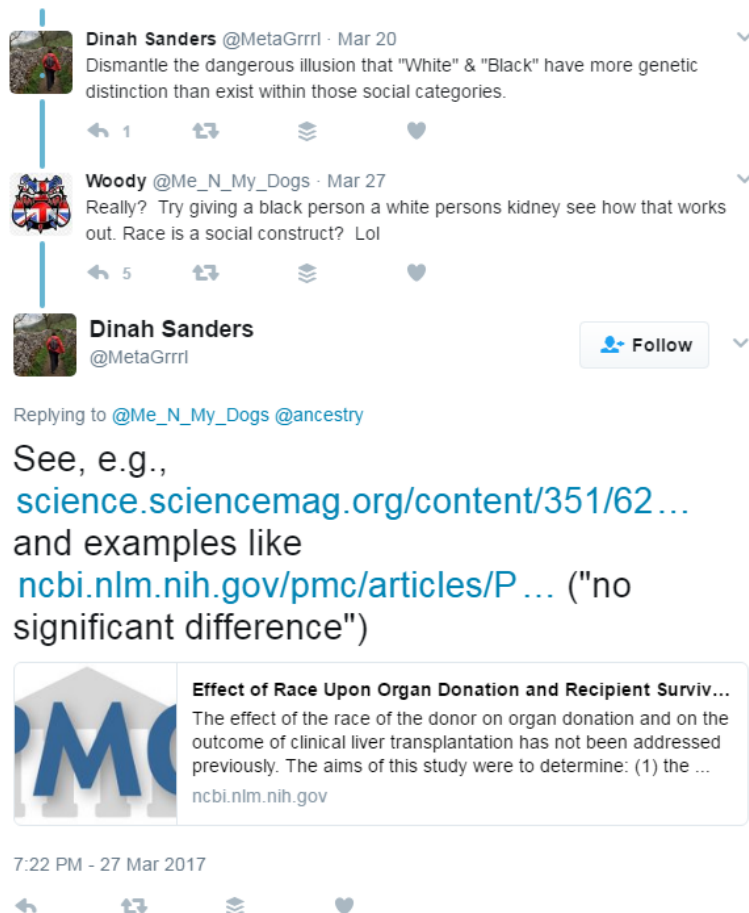 Dinah Sanders @MetaGrrrl · Mar 20
Dismantle the dangerous illusion that "White" & "Black" have more genetic
distinction than exist within those social categories.
1
Woody @Me_N_My_Dogs · Mar 27
Really? Try giving a black person a white persons kidney see how that works
out. Race is a social construct? Lol
5
Dinah Sanders
@MetaGrrrl
Follow
Replying to @Me_N_My_Dogs @ancestry
See, e.g.,
science.sciencemag.org/content/351/62…
and examples like
ncbi.nlm.nih.gov/pmc/articles/P… ("no
significant difference")
PMC
Effect of Race Upon Organ Donation and Recipient Surviv...
The effect of the race of the donor on organ donation and on the
outcome of clinical liver transplantation has not been addressed
previously. The aims of this study were to determine: (1) the ...
ncbi.nlm.nih.gov
7:22 PM - 27 Mar 2017